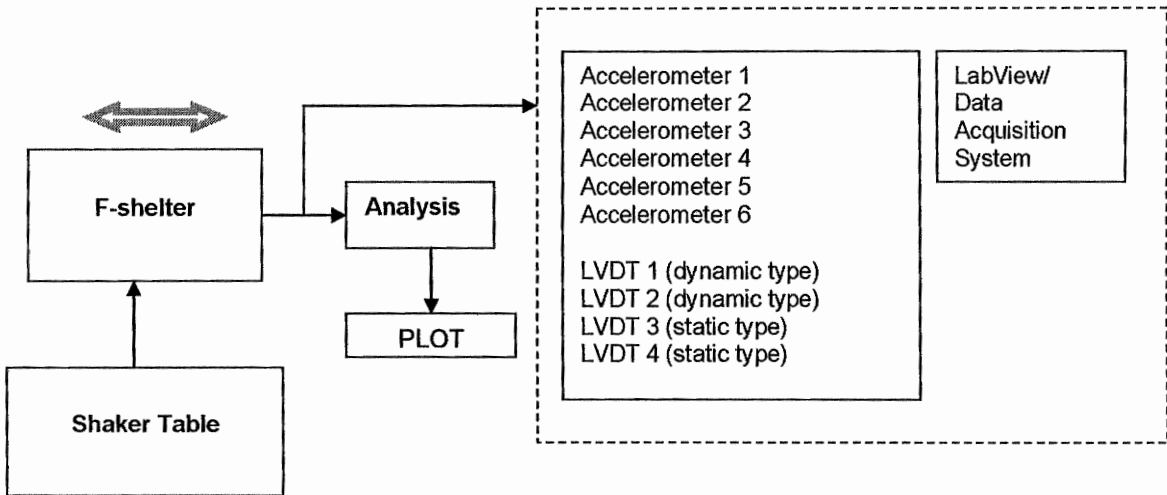 F-shelter
Shaker Table
Analysis
PLOT
Accelerometer 1
Accelerometer 2
Accelerometer 3
Accelerometer 4
Accelerometer 5
Accelerometer 6
LVDT 1 (dynamic type)
LVDT 2 (dynamic type)
LVDT 3 (static type)
LVDT 4 (static type)
LabView/
Data
Acquisition
System